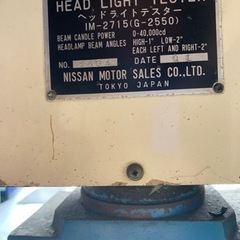 HEAD LIGHT TESTER
ヘッドライトテスター
IM-2715(G-2550)
BEAM CANDLE POWER 0-40,000cd
HEADLAMP BEAM ANGLES HIGH-1° LOW-2°
EACH LEFT AND RIGHT-2°
NO. DATE
NISSAN MOTOR SALES CO.,LTD.
TOKYO JAPAN